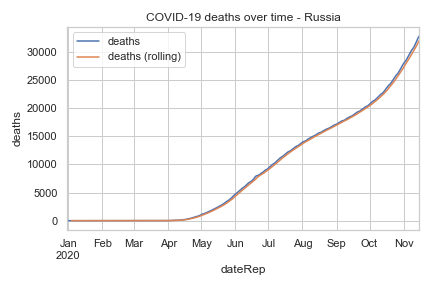 COVID-19 deaths over time - Russia
deaths
deaths (rolling)
30000
25000
20000
15000
10000
5000
0
deaths
Jan Feb Mar Apr May Jun Jul Aug Sep Oct Nov
2020
dateRep